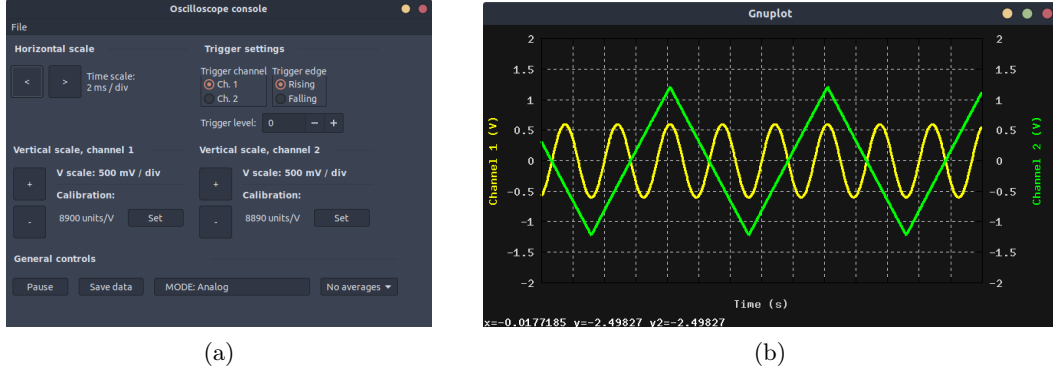 Oscilloscope console
File
Horizontal scale
< > Time scale:
2 ms / div
Trigger settings
Trigger channel Trigger edge
Ch. 1 Rising
Ch. 2 Falling
Trigger level: 0 − +
Vertical scale, channel 1
+ V scale: 500 mV / div
Calibration:
8900 units/V Set
Vertical scale, channel 2
+ V scale: 500 mV / div
Calibration:
- 8890 units/V Set
General controls
Pause Save data MODE: Analog No averages
(a)
Gnuplot
2 2
1.5 1.5
1 1
0.5 0.5
0 0
-0.5 -0.5
-1 -1
-1.5 -1.5
-2 -2
Channel 1 (V)
Channel 2 (V)
Time (s)
x=-0.0177185 y=-2.49827 y2=-2.49827
(b)